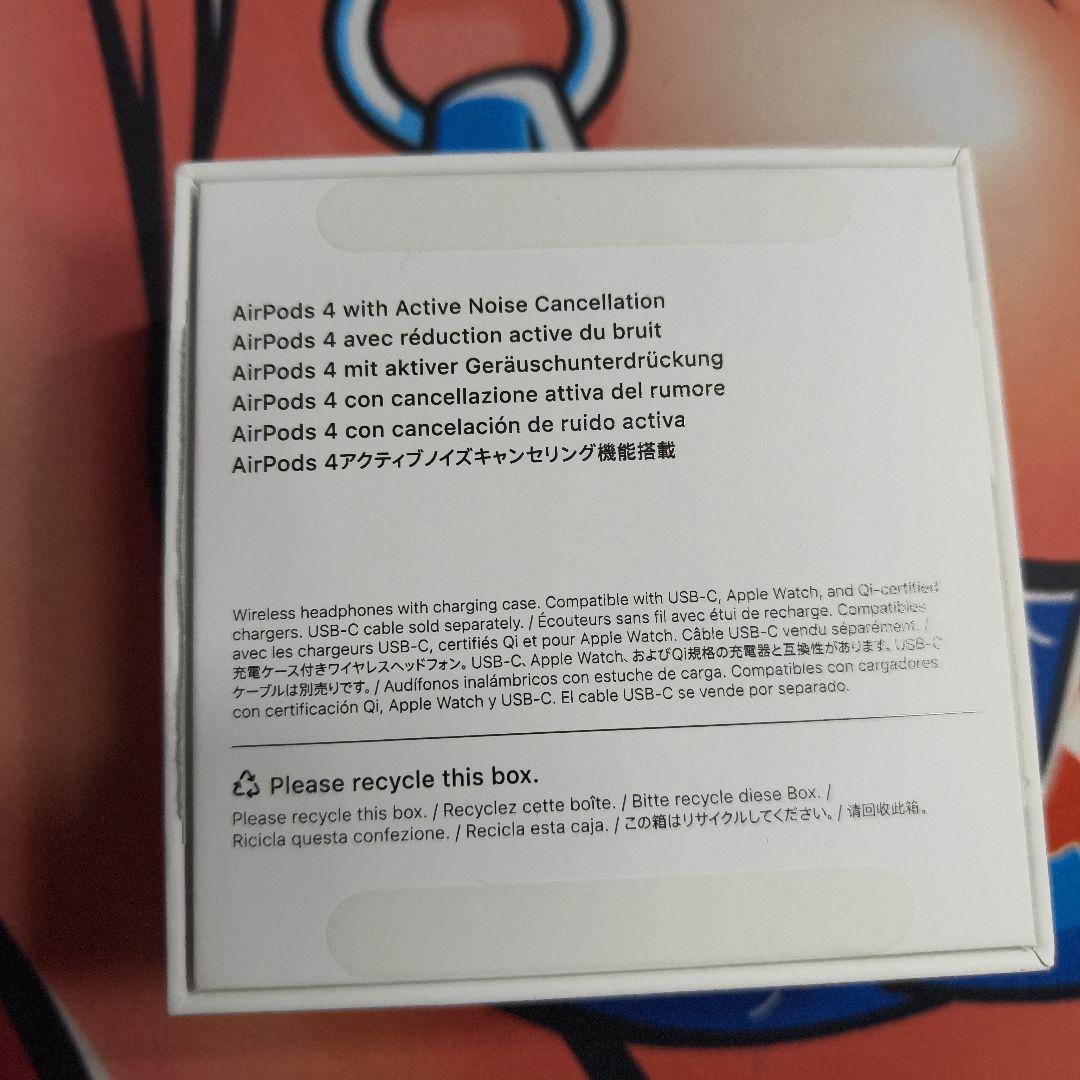 AirPods 4 with Active Noise Cancellation
AirPods 4 avec réduction active du bruit
AirPods 4 mit aktiver Geräuschunterdrückung
AirPods 4 con cancellazione attiva del rumore
AirPods 4 con cancelación de ruido activa
AirPods 4アクティブノイズキャンセリング機能搭載
Wireless headphones with charging case. Compatible with USB-C, Apple Watch, and Qi-certified
chargers. USB-C cable sold separately. / Écouteurs sans fil avec étui de recharge. Compatibles
avec les chargeurs USB-C, certifiés Qi et pour Apple Watch. Câble USB-C vendu séparément. /
充電ケース付きワイヤレスヘッドフォン。USB-C、Apple Watch、およびQi規格の充電器と互換性があります。USB-C
ケーブルは別売りです。/ Audífonos inalámbricos con estuche de carga. Compatibles con cargadores
con certificación Qi, Apple Watch y USB-C. El cable USB-C se vende por separado.
Please recycle this box.
Please recycle this box. / Recyclez cette boîte. / Bitte recycle diese Box. /
Ricicla questa confezione. / Recicla esta caja. / この箱はリサイクルしてください。/ 请回收此箱。